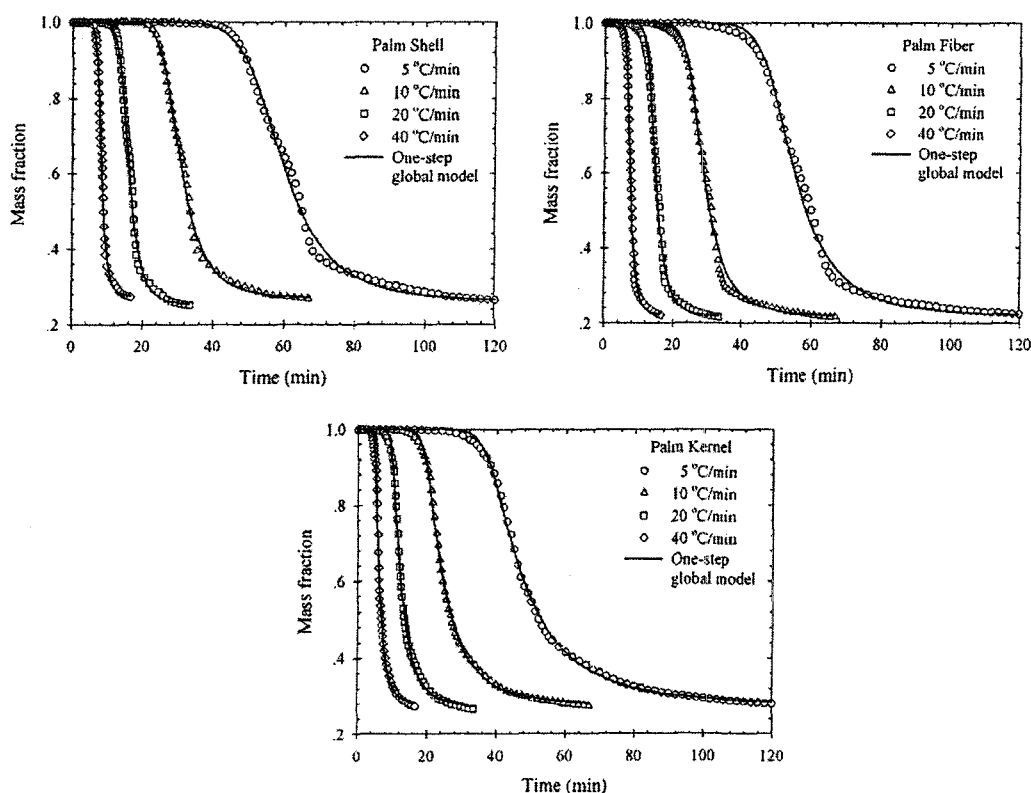 Palm Shell
5 °C/min
10 °C/min
20 °C/min
40 °C/min
One-step
global model
Mass fraction
1.0
.8
.6
.4
.2
0 20 40 60 80 100 120
Time (min)
Palm Fiber
5 °C/min
10 °C/min
20 °C/min
40 °C/min
One-step
global model
Mass fraction
1.0
.8
.6
.4
.2
0 20 40 60 80 100 120
Time (min)
Palm Kernel
5 °C/min
10 °C/min
20 °C/min
40 °C/min
One-step
global model
Mass fraction
1.0
.8
.6
.4
.2
0 20 40 60 80 100 120
Time (min)